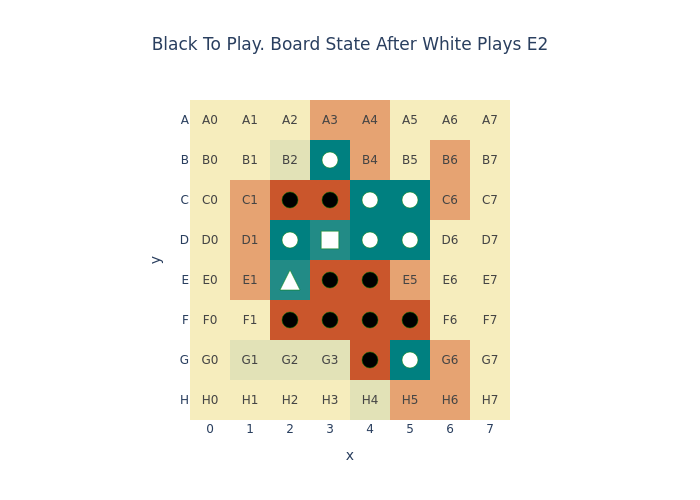 Black To Play. Board State After White Plays E2
A A0 A1 A2 A3 A4 A5 A6 A7
B B0 B1 B2 B4 B5 B6 B7
C C0 C1 C6 C7
D D0 D1 D6 D7
E E0 E1 E5 E6 E7
F F0 F1 F6 F7
G G0 G1 G2 G3 G6 G7
H H0 H1 H2 H3 H4 H5 H6 H7
0 1 2 3 4 5 6 7
x
y